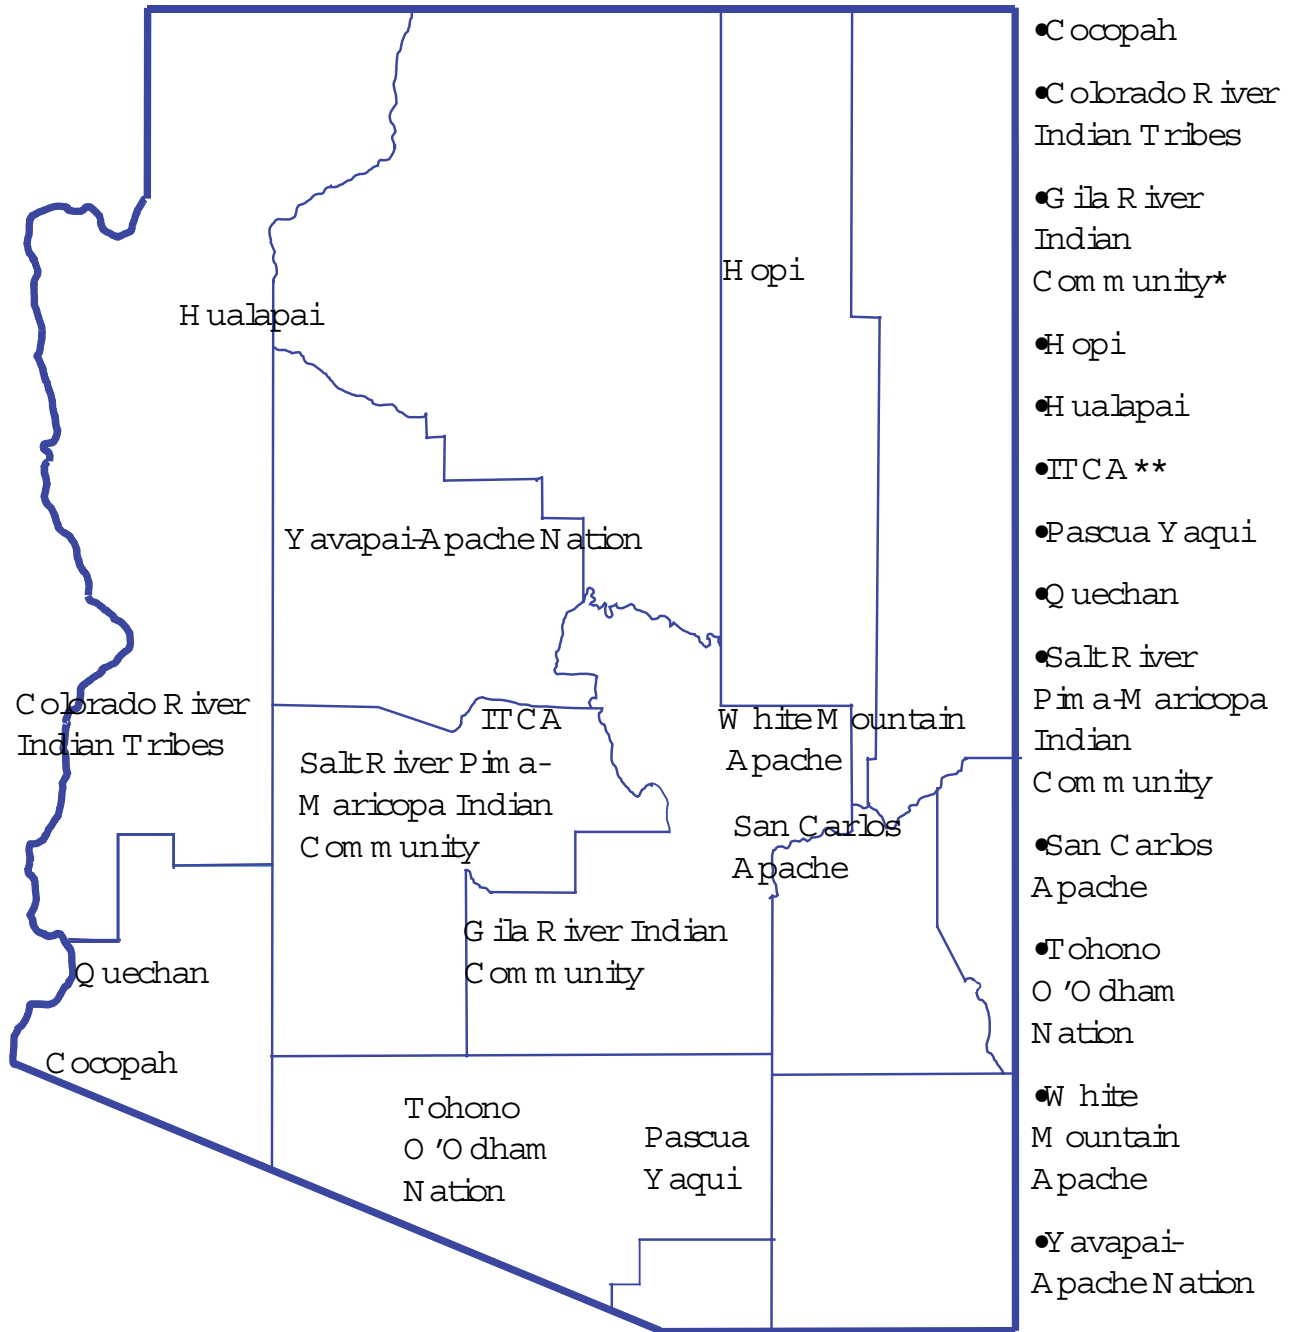 Hopi
Hualapai
Yavapai-Apache Nation
Colorado River
Indian Tribes
ITCA
Salt River Pima-
Maricopa Indian
Community
White Mountain
Apache
San Carlos
Apache
Gila River Indian
Community
Quechan
Cocopah
Tohono
O'Odham
Nation
Pascua
Yaqui
•Cocopah
•Colorado River
Indian Tribes
•Gila River
Indian
Community*
•Hopi
•Hualapai
•ITCA**
•Pascua Yaqui
•Quechan
•Salt River
Pima-Maricopa
Indian
Community
•San Carlos
Apache
•Tohono
O'Odham
Nation
•White
Mountain
Apache
•Yavapai-
Apache Nation